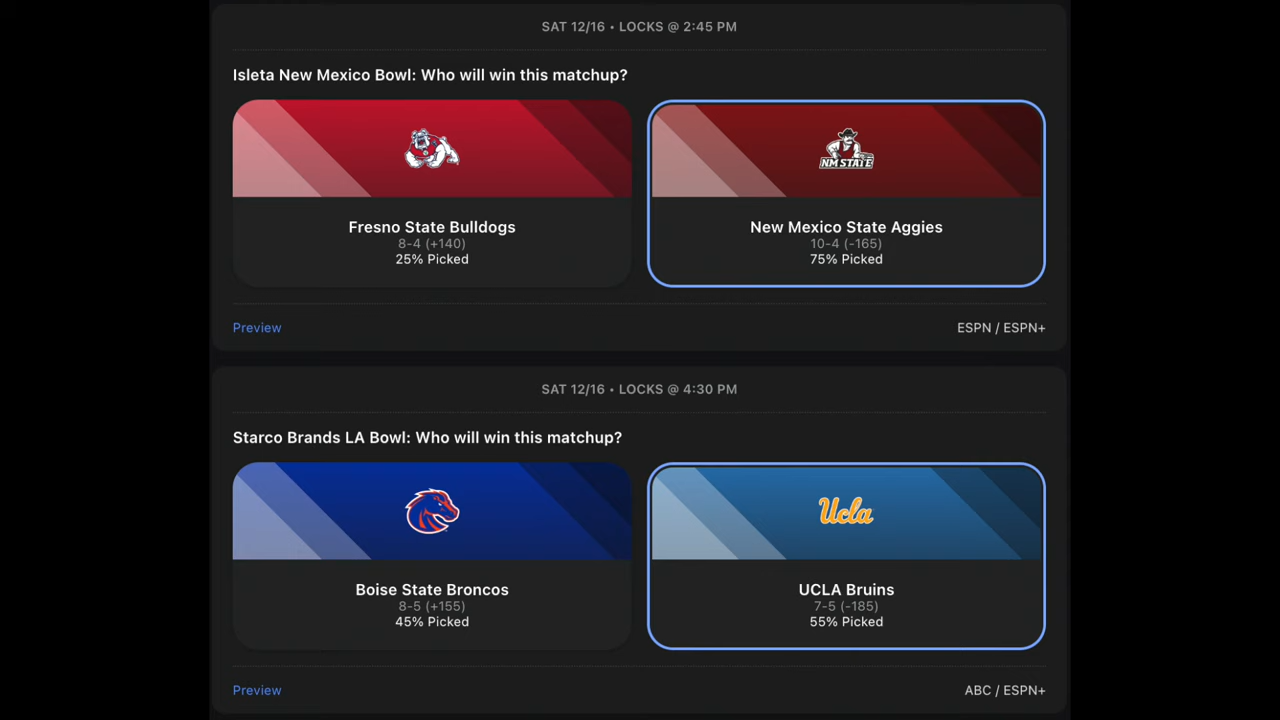 SAT 12/16 • LOCKS @ 2:45 PM
Isleta New Mexico Bowl: Who will win this matchup?
NM STATE
Fresno State Bulldogs
8-4 (+140)
25% Picked
New Mexico State Aggies
10-4 (-165)
75% Picked
Preview
ESPN / ESPN+
SAT 12/16 • LOCKS @ 4:30 PM
Starco Brands LA Bowl: Who will win this matchup?
Ucla
Boise State Broncos
8-5 (+155)
45% Picked
UCLA Bruins
7-5 (-185)
55% Picked
Preview
ABC / ESPN+